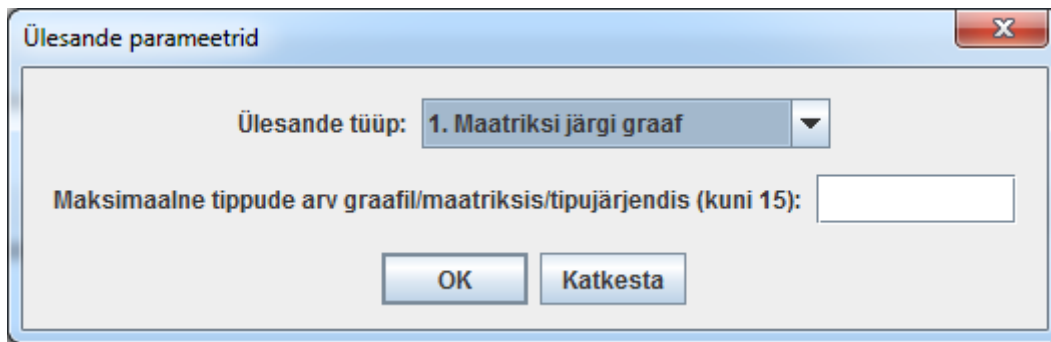 Ülesande parameetrid
Ülesande tüüp: 1. Maatriksi järgi graaf
Maksimaalne tippude arv graafil/maatriksis/tipujärjendis (kuni 15):
OK Katkesta